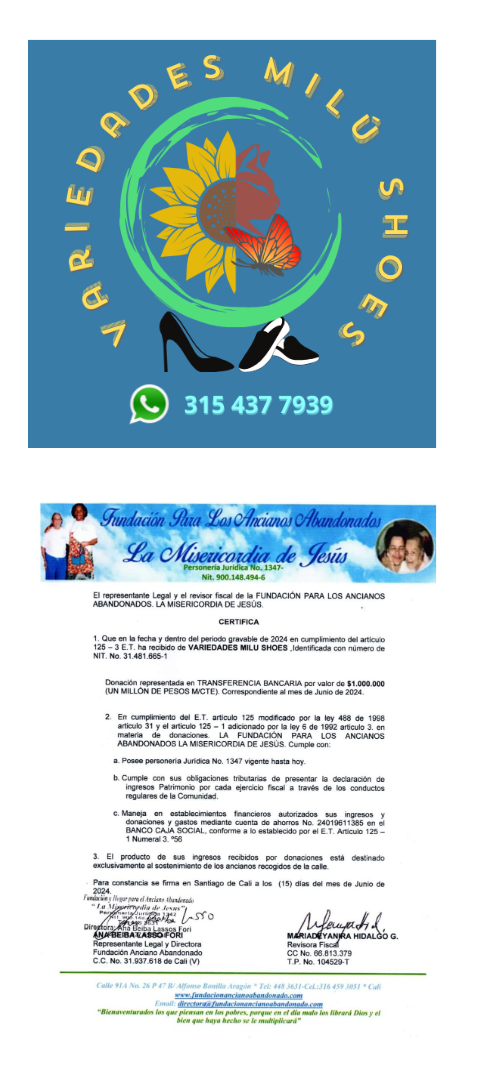 VARIEDADES MILÚ SHOES
315 437 7939
Fundación Para Los Ancianos Abandonados
La Misericordia de Jesús
Personería Jurídica No, 1347-
Nit. 900.148.494-6
El representante Legal y el revisor fiscal de la FUNDACIÓN PARA LOS ANCIANOS
ABANDONADOS. LA MISERICORDIA DE JESÚS.
CERTIFICA
1. Que en la fecha y dentro del periodo gravable de 2024 en cumplimiento del artículo
125 – 3 E.T. ha recibido de VARIEDADES MILU SHOES ,Identificada con número de
NIT. No. 31.481.665-1
Donación representada en TRANSFERENCIA BANCARIA por valor de $1.000.000
(UN MILLÓN DE PESOS M/CTE). Correspondiente al mes de Junio de 2024.
2. En cumplimiento del E.T. artículo 125 modificado por la ley 488 de 1998
artículo 31 y el artículo 125 – 1 adicionado por la ley 6 de 1992 artículo 3. en
materia de donaciones. LA FUNDACIÓN PARA LOS ANCIANOS
ABANDONADOS LA MISERICORDIA DE JESÚS. Cumple con:
a. Posee personería Jurídica No. 1347 vigente hasta hoy.
b. Cumple con sus obligaciones tributarias de presentar la declaración de
ingresos Patrimonio por cada ejercicio fiscal a través de los conductos
regulares de la Comunidad.
c. Maneja en establecimientos financieros autorizados sus ingresos y
donaciones y gastos mediante cuenta de ahorros No. 24019611385 en el
BANCO CAJA SOCIAL, conforme a lo establecido por el E.T. Artículo 125 –
1 Numeral 3. °56
3. El producto de sus ingresos recibidos por donaciones está destinado
exclusivamente al sostenimiento de los ancianos recogidos de la calle.
Para constancia se firma en Santiago de Cali a los (15) días del mes de Junio de
2024.
Fundación y Hogar para el Anciano Abandonado
"La Misericordia de Jesus"
Directora: Ana Beiba Lassos Fori
ANA BEIBA LASSO FORI
Representante Legal y Directora
Fundación Anciano Abandonado
C.C. No. 31.937.618 de Cali (V)
MARIA DEYANIRA HIDALGO G.
Revisora Fiscal
CC No. 66.813.379
T.P. No. 104529-T
Calle 91A No. 26 P 47 B/ Alfonso Bonilla Aragón * Tel: 448 3631-Cel.:316 459 3051 * Cali
www.fundacionancianoabandonado.com
Email: directora@fundacionancianoabandonado.com
"Bienaventurados los que piensan en los pobres, porque en el día malo los librará Dios y el
bien que haya hecho se le multiplicará"